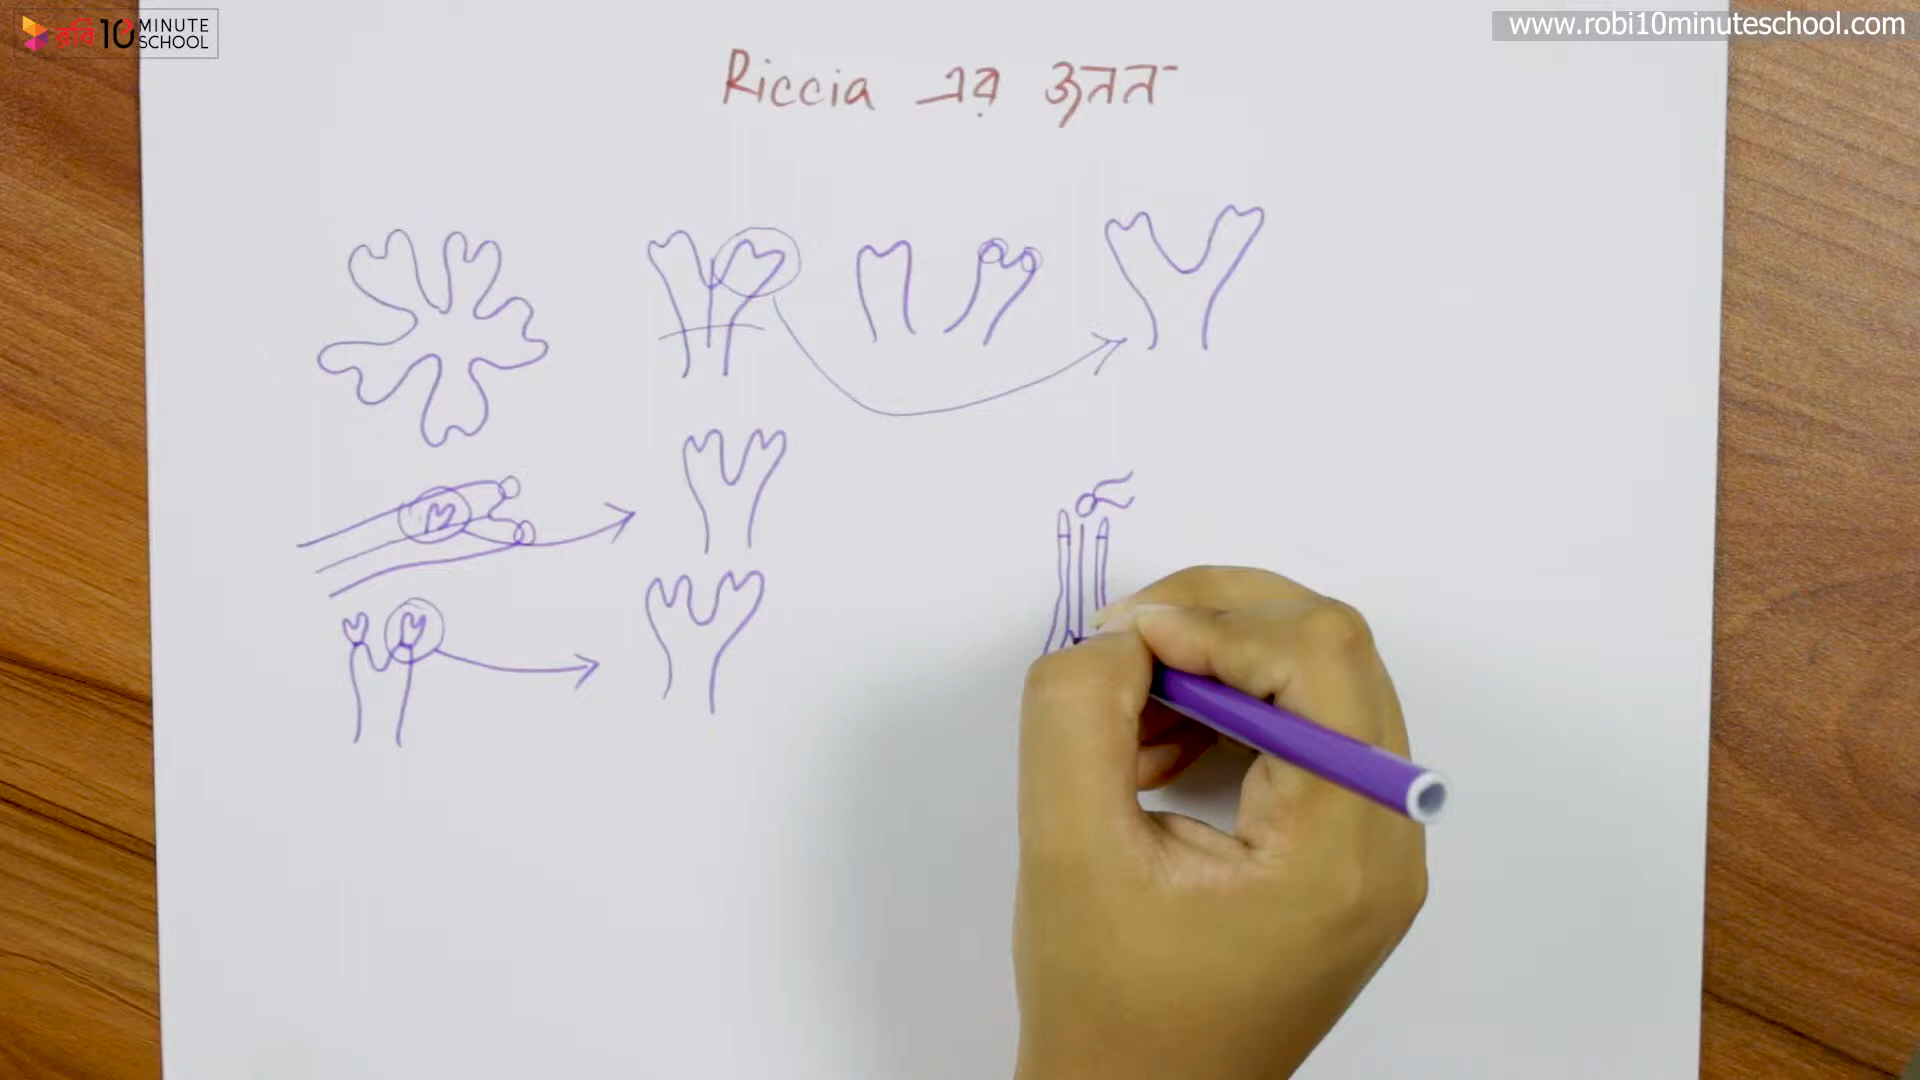 রবি 10 MINUTE SCHOOL
www.robi10minuteschool.com
Riccia এর জনন